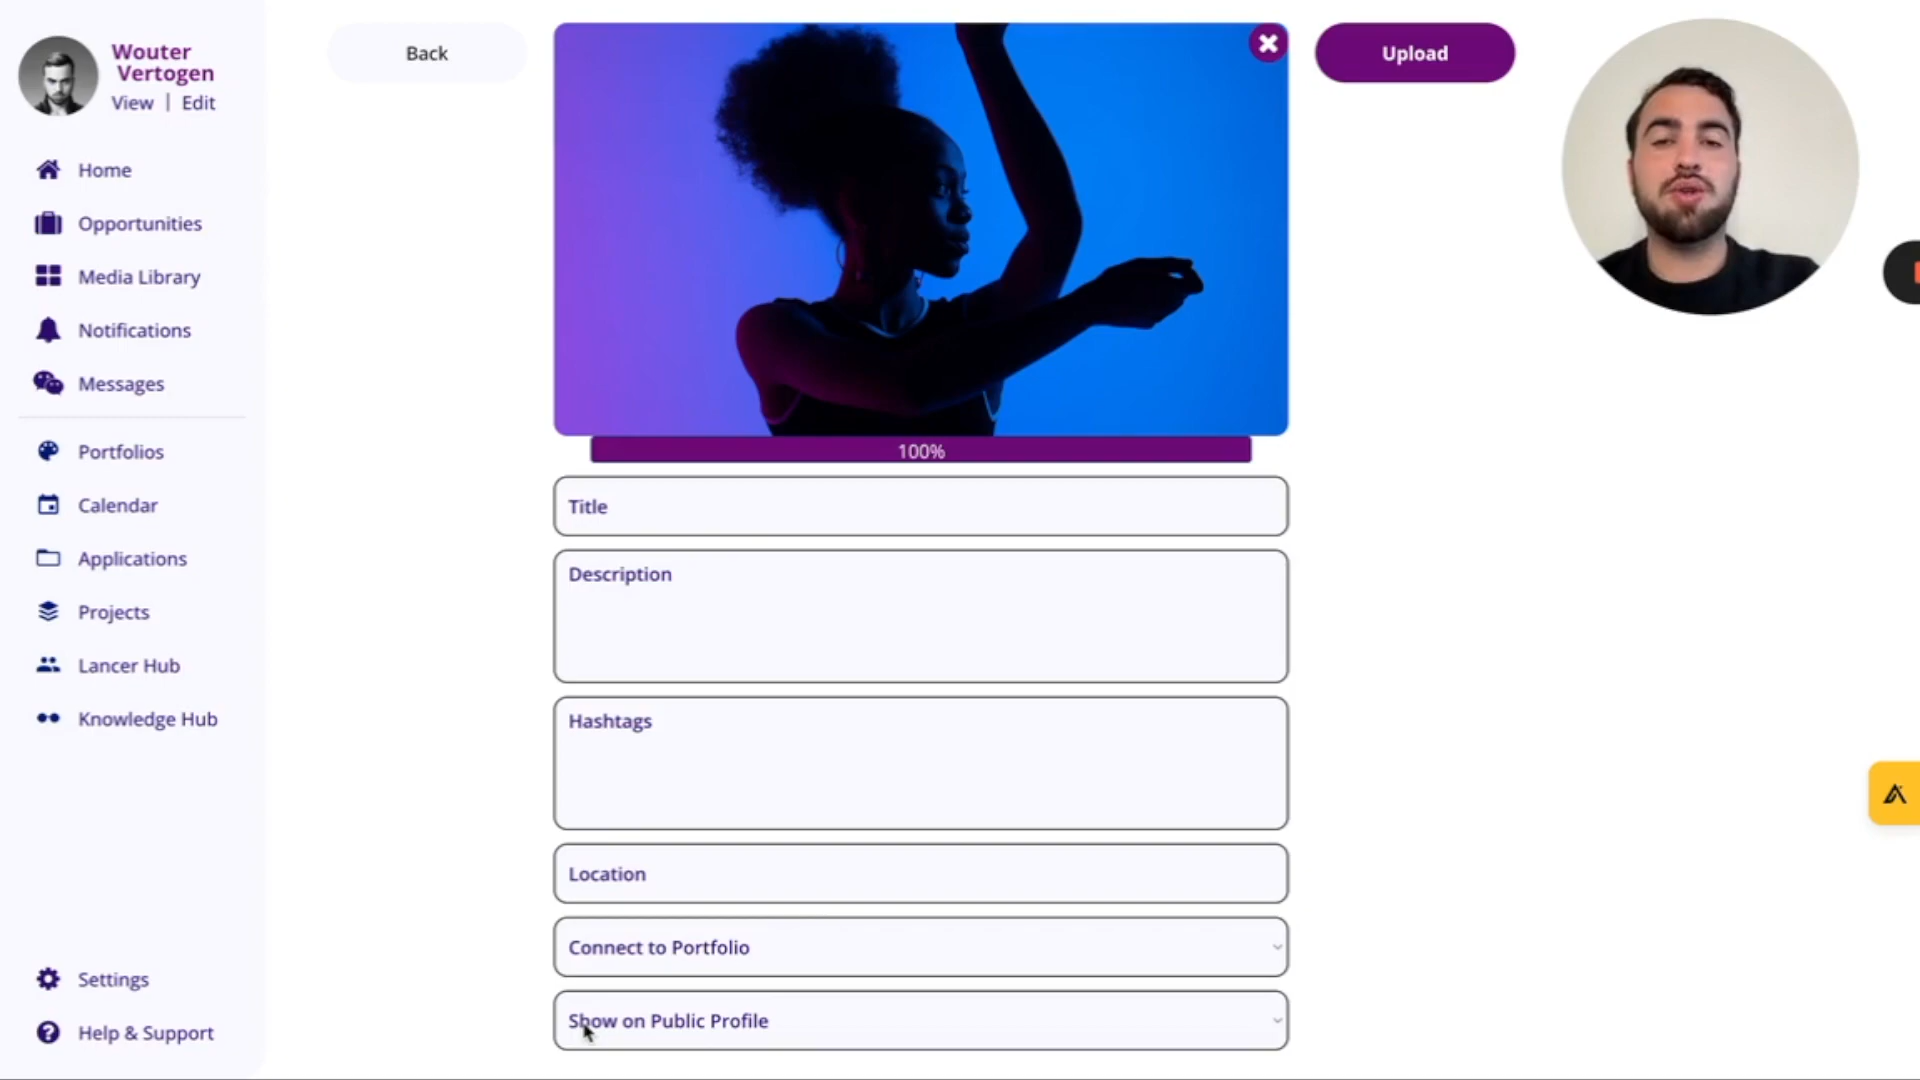 Wouter
Vertogen
View | Edit
Home
Opportunities
Media Library
Notifications
Messages
Portfolios
Calendar
Applications
Projects
Lancer Hub
Knowledge Hub
Settings
Help & Support
Back
Upload
100%
Title
Description
Hashtags
Location
Connect to Portfolio
Show on Public Profile